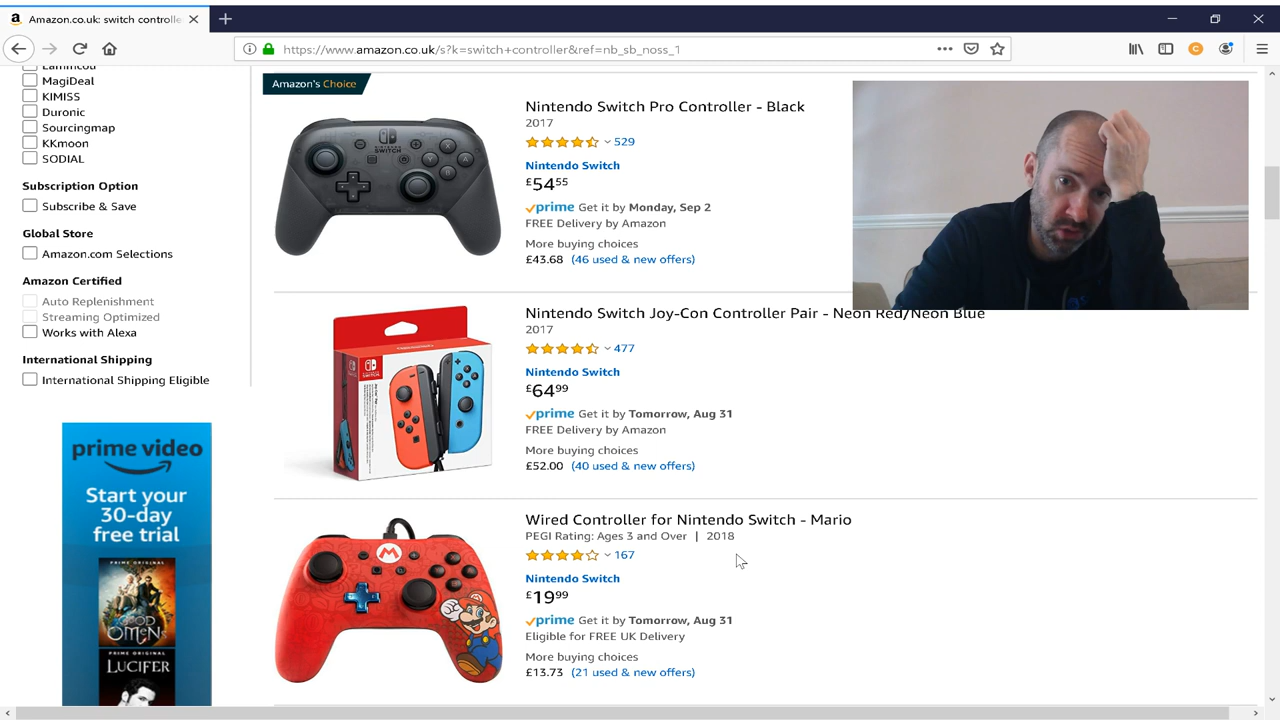 Amazon.co.uk: switch controlle
https://www.amazon.co.uk/s?k=switch+controller&ref=nb_sb_noss_1
MagiDeal
KIMISS
Duronic
Sourcingmap
KKmoon
SODIAL
Subscription Option
Subscribe & Save
Global Store
Amazon.com Selections
Amazon Certified
Auto Replenishment
Streaming Optimized
Works with Alexa
International Shipping
International Shipping Eligible
prime video
Start your
30-day
free trial
PRIME ORIGINAL
GOOD
OMENS
PRIME ORIGINAL
LUCIFER
Amazon's Choice
Nintendo Switch Pro Controller - Black
2017
529
Nintendo Switch
£54 55
prime Get it by Monday, Sep 2
FREE Delivery by Amazon
More buying choices
£43.68 (46 used & new offers)
NINTENDO
SWITCH
X
Y
A
B
Nintendo Switch Joy-Con Controller Pair - Neon Red/Neon Blue
2017
477
Nintendo Switch
£64 99
prime Get it by Tomorrow, Aug 31
FREE Delivery by Amazon
More buying choices
£52.00 (40 used & new offers)
Wired Controller for Nintendo Switch - Mario
PEGI Rating: Ages 3 and Over | 2018
167
Nintendo Switch
£19 99
prime Get it by Tomorrow, Aug 31
Eligible for FREE UK Delivery
More buying choices
£13.73 (21 used & new offers)
M